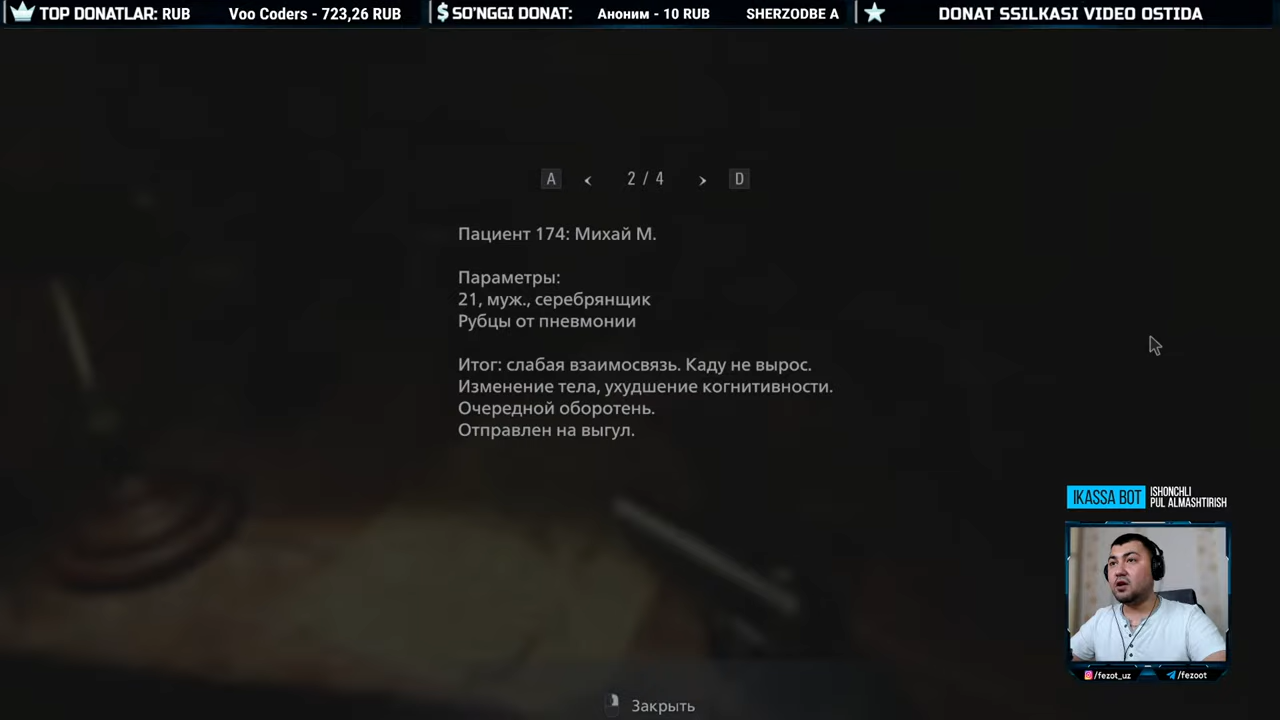 TOP DONATLAR: RUB Voo Coders - 723,26 RUB $ SO'NGGI DONAT: Аноним - 10 RUB SHERZODBE A DONAT SSILKASI VIDEO OSTIDA
A < 2 / 4 > D
Пациент 174: Михай М.
Параметры:
21, муж., серебрянщик
Рубцы от пневмонии
Итог: слабая взаимосвязь. Каду не вырос.
Изменение тела, ухудшение когнитивности.
Очередной оборотень.
Отправлен на выгул.
IKASSA BOT
ISHONCHLI
PUL ALMASHTIRISH
/fezot_uz /fezoot
Закрыть